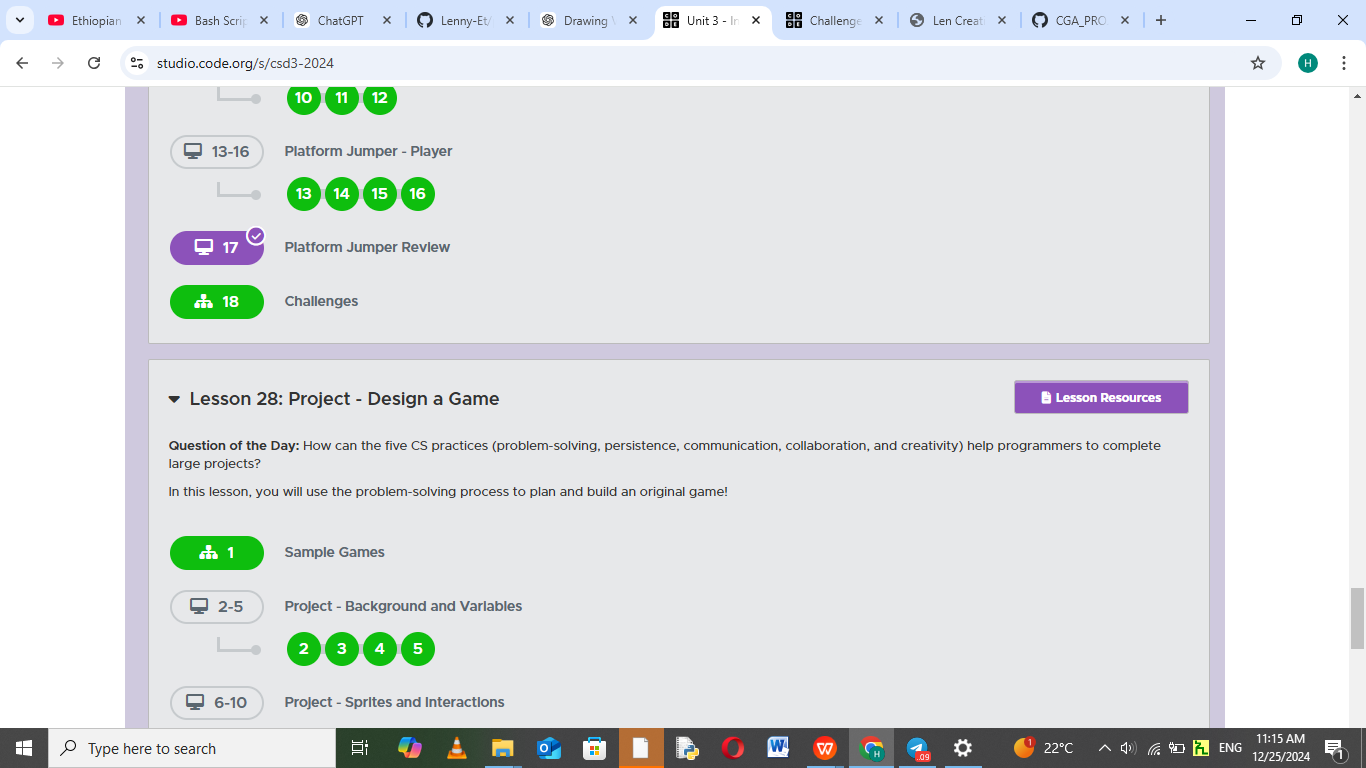 Ethiopian
Bash Scrip
ChatGPT
Lenny-Et/
Drawing
Unit 3 - In
Challenge
Len Creati
CGA_PRO
studio.code.org/s/csd3-2024
H
10 11 12
13-16 Platform Jumper - Player
13 14 15 16
17 Platform Jumper Review
18 Challenges
Lesson 28: Project - Design a Game
Lesson Resources
Question of the Day: How can the five CS practices (problem-solving, persistence, communication, collaboration, and creativity) help programmers to complete
large projects?
In this lesson, you will use the problem-solving process to plan and build an original game!
1 Sample Games
2-5 Project - Background and Variables
2 3 4 5
6-10 Project - Sprites and Interactions
Type here to search
22°C
ENG
11:15 AM
12/25/2024